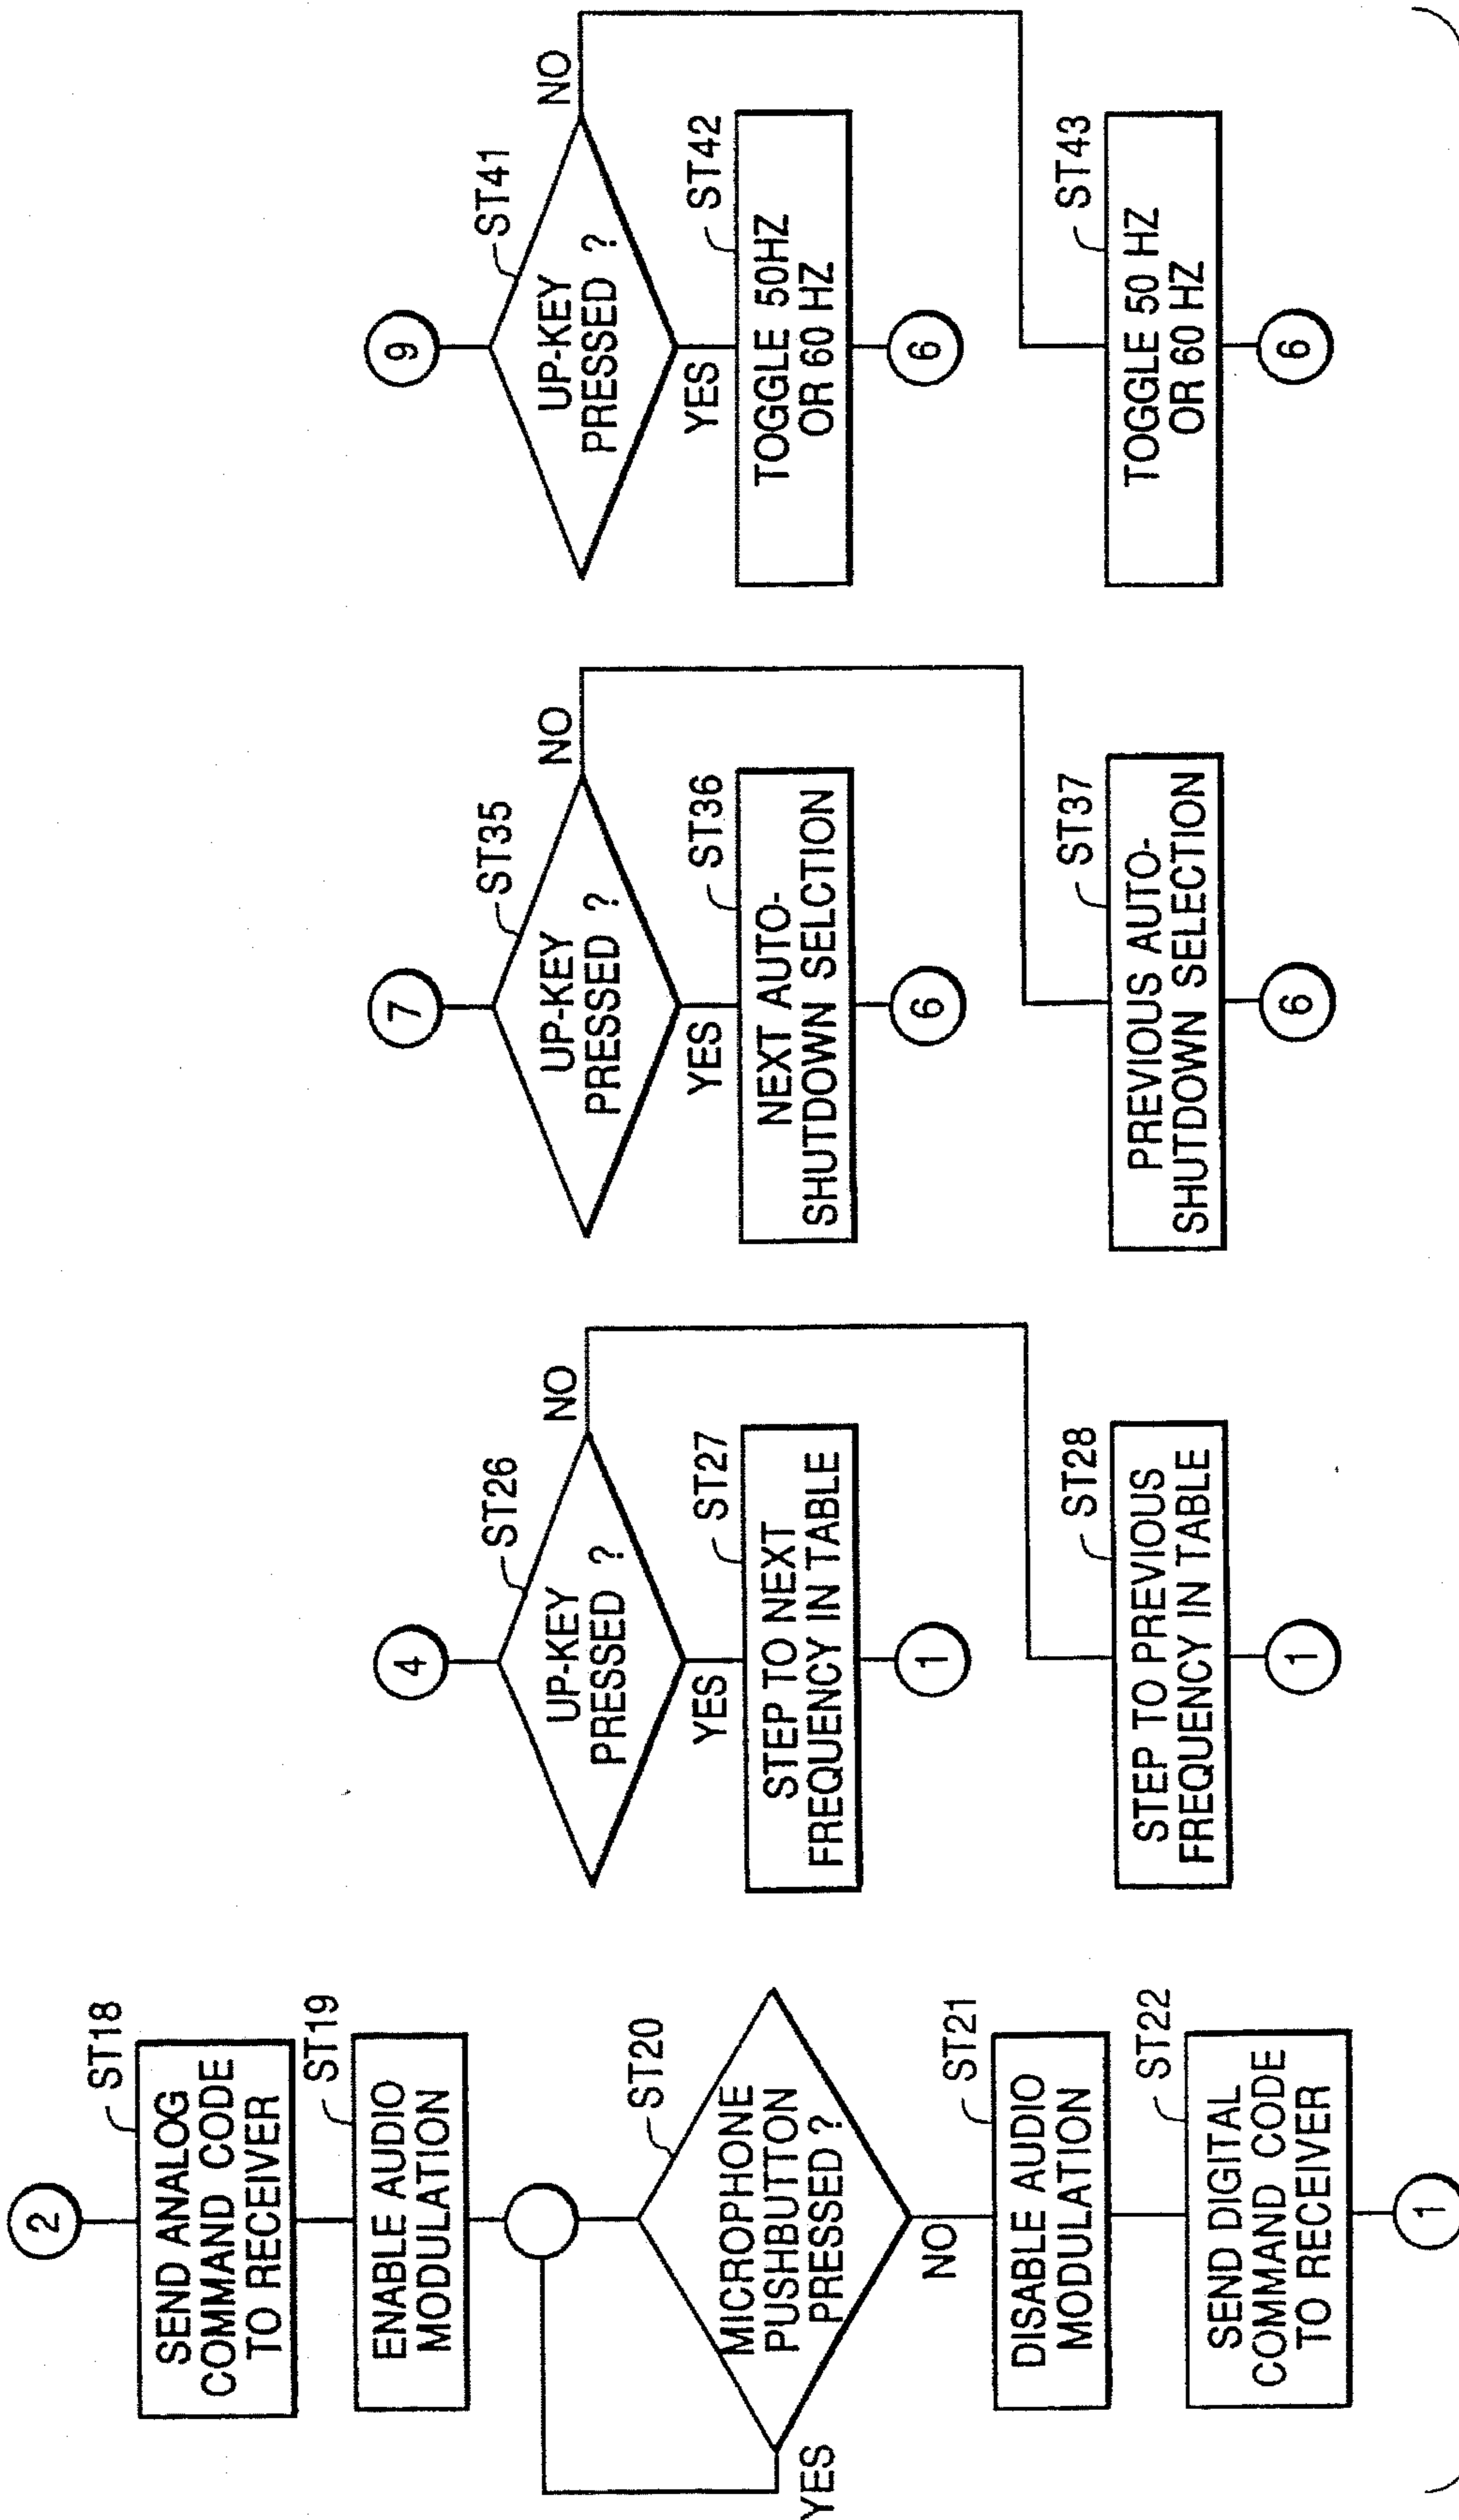 2
ST18
SEND ANALOG
COMMAND CODE
TO RECEIVER
ST19
ENABLE AUDIO
MODULATION
ST20
MICROPHONE
PUSHBUTTON
PRESSED ?
YES
NO
ST21
DISABLE AUDIO
MODULATION
ST22
SEND DIGITAL
COMMAND CODE
TO RECEIVER
1
4
ST26
UP-KEY
PRESSED ?
NO
YES
ST27
STEP TO NEXT
FREQUENCY IN TABLE
1
ST28
STEP TO PREVIOUS
FREQUENCY IN TABLE
1
7
ST35
UP-KEY
PRESSED ?
NO
YES
ST36
NEXT AUTO-
SHUTDOWN SELCTION
6
ST37
PREVIOUS AUTO-
SHUTDOWN SELECTION
6
9
ST41
UP-KEY
PRESSED ?
NO
YES
ST42
TOGGLE 50HZ
OR 60 HZ
6
ST43
TOGGLE 50 HZ
OR 60 HZ
6